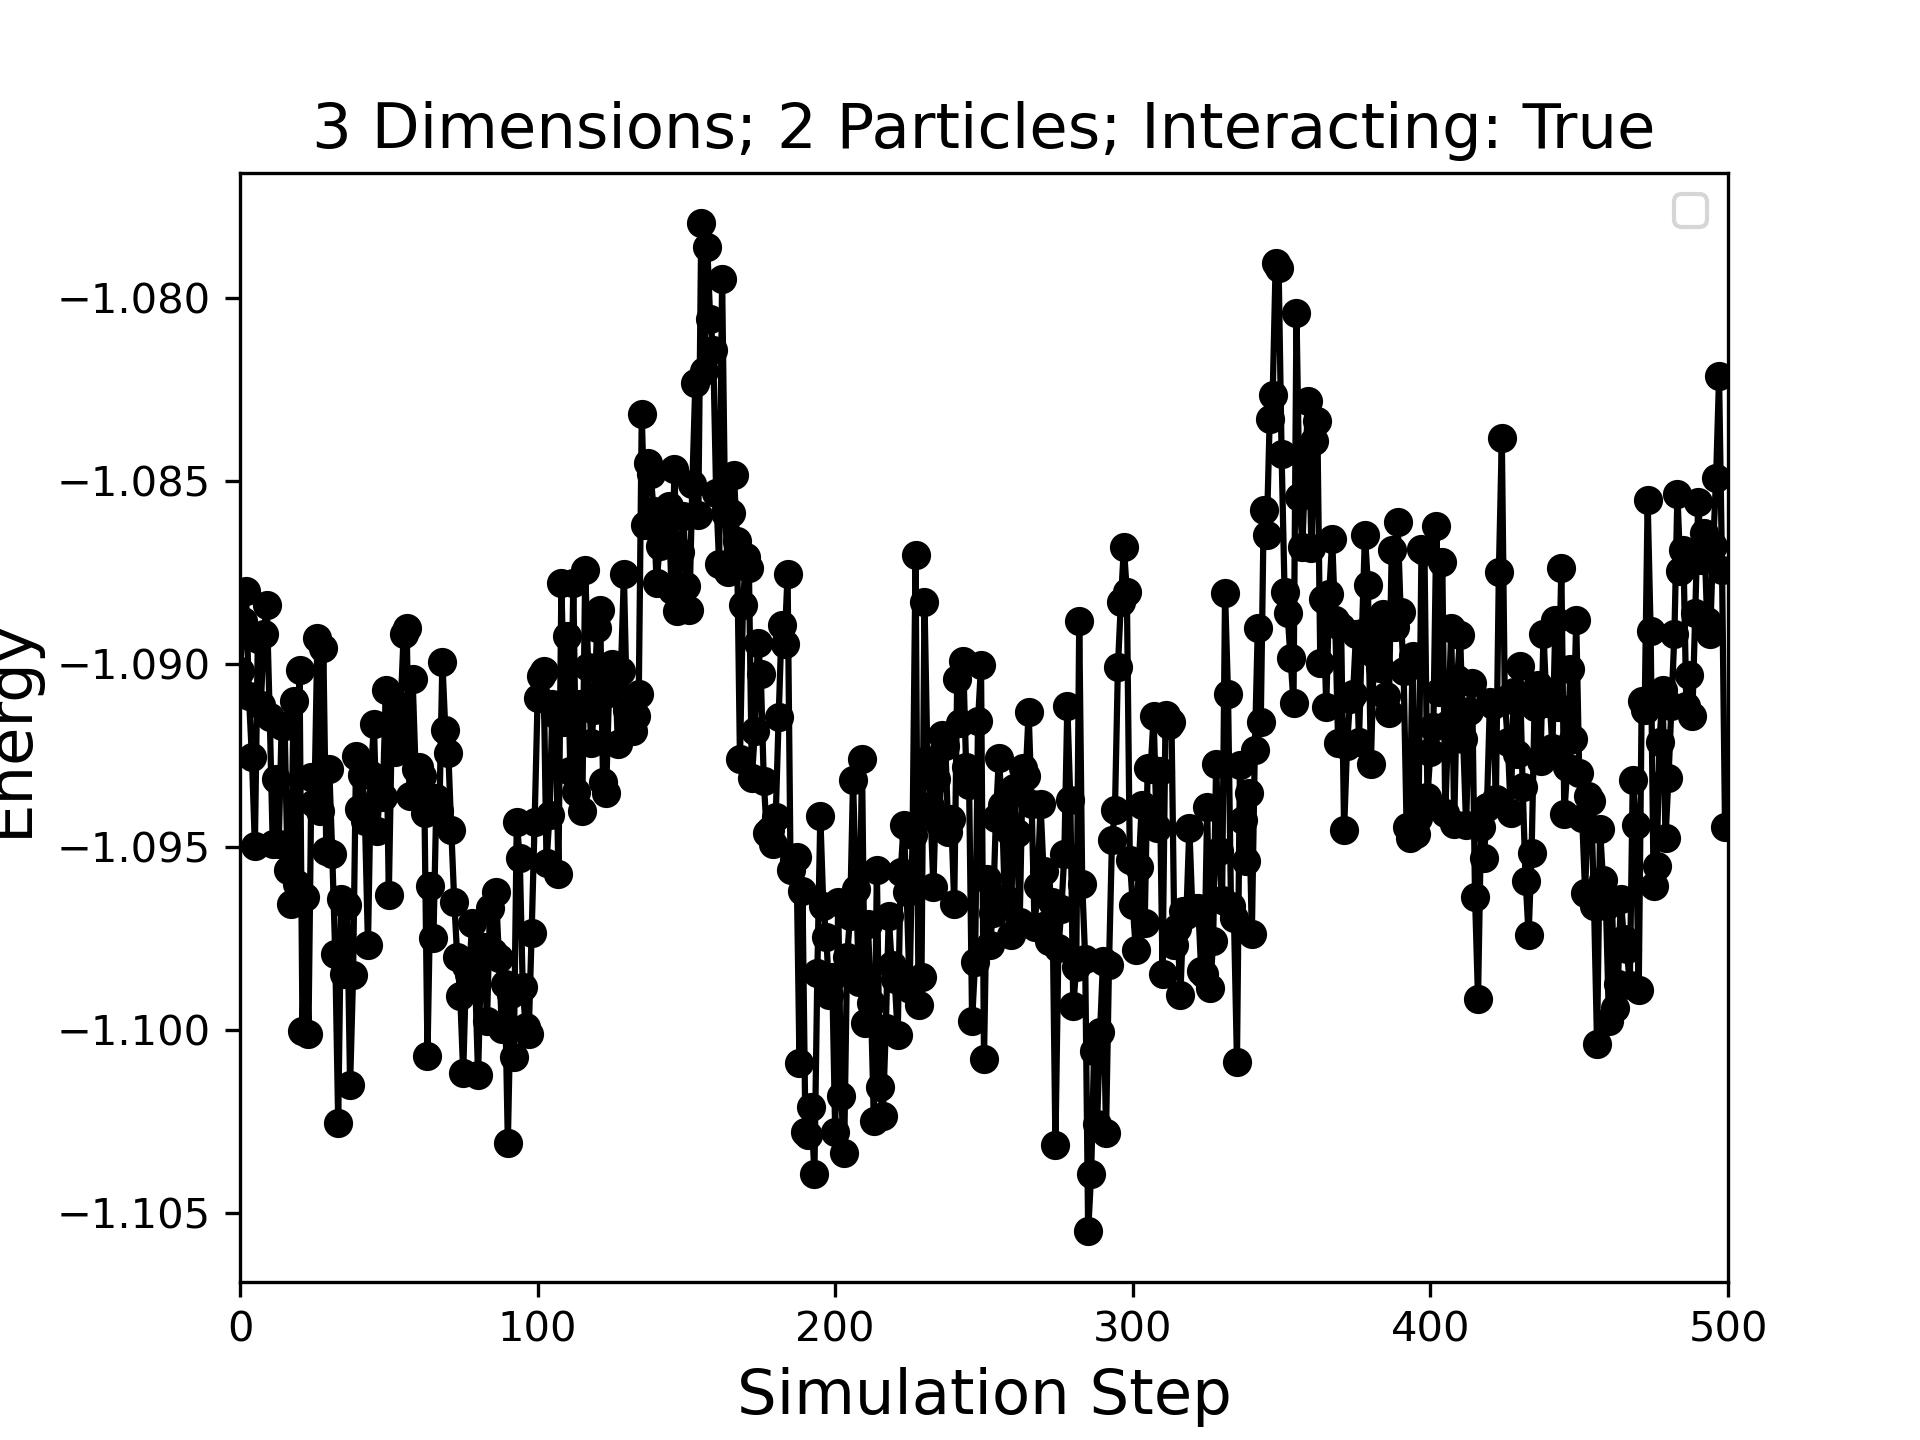 3 Dimensions; 2 Particles; Interacting: True
Energy
−1.080
−1.085
−1.090
−1.095
−1.100
−1.105
0 100 200 300 400 500
Simulation Step